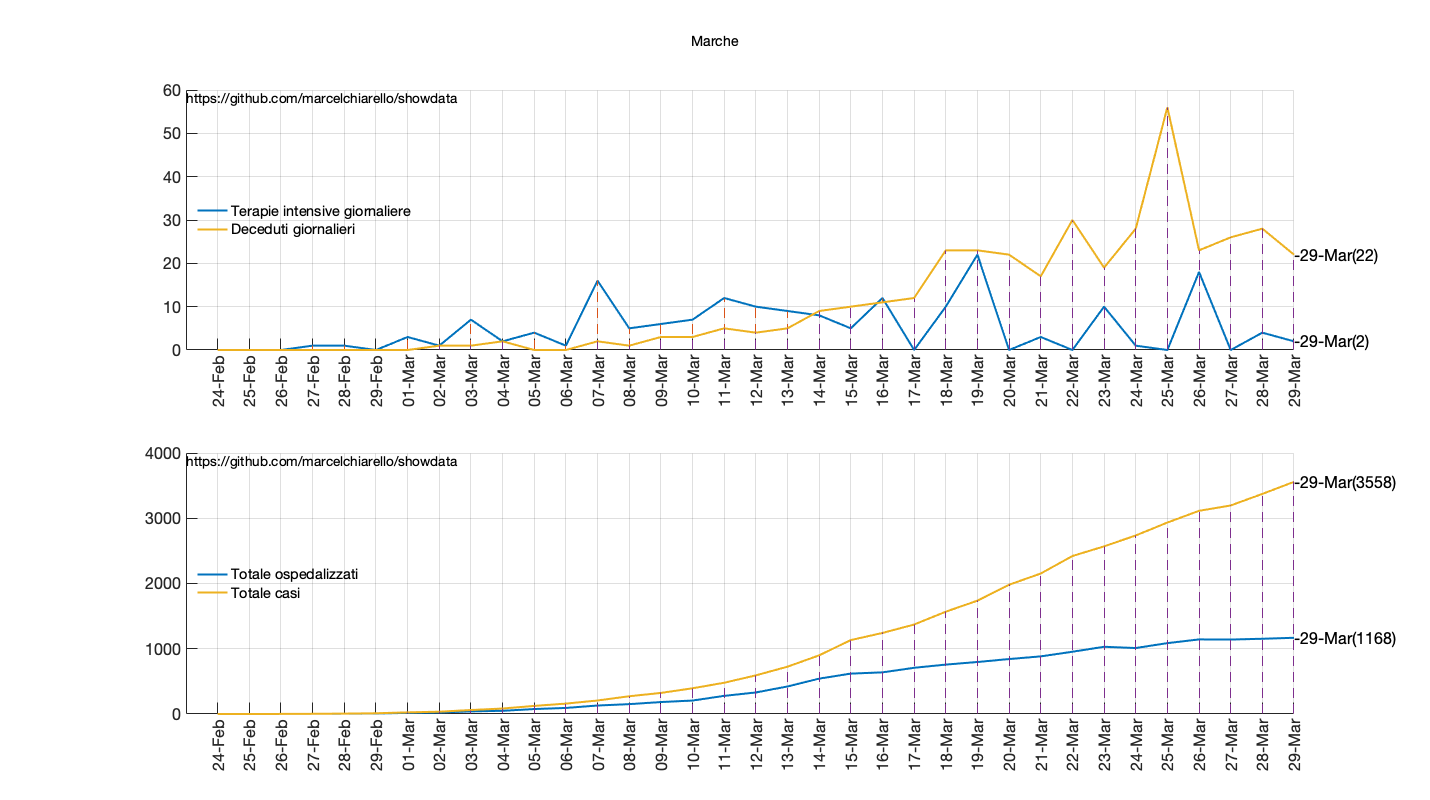 Marche
60
https://github.com/marcelchiarello/showdata
50
40
30
Terapie intensive giornaliere
Deceduti giornalieri
20
10
0
29-Mar(22)
29-Mar(2)
24-Feb
25-Feb
26-Feb
27-Feb
28-Feb
29-Feb
01-Mar
02-Mar
03-Mar
04-Mar
05-Mar
06-Mar
07-Mar
08-Mar
09-Mar
10-Mar
11-Mar
12-Mar
13-Mar
14-Mar
15-Mar
16-Mar
17-Mar
18-Mar
19-Mar
20-Mar
21-Mar
22-Mar
23-Mar
24-Mar
25-Mar
26-Mar
27-Mar
28-Mar
29-Mar
4000
https://github.com/marcelchiarello/showdata
3000
2000
Totale ospedalizzati
Totale casi
1000
0
29-Mar(3558)
29-Mar(1168)
24-Feb
25-Feb
26-Feb
27-Feb
28-Feb
29-Feb
01-Mar
02-Mar
03-Mar
04-Mar
05-Mar
06-Mar
07-Mar
08-Mar
09-Mar
10-Mar
11-Mar
12-Mar
13-Mar
14-Mar
15-Mar
16-Mar
17-Mar
18-Mar
19-Mar
20-Mar
21-Mar
22-Mar
23-Mar
24-Mar
25-Mar
26-Mar
27-Mar
28-Mar
29-Mar